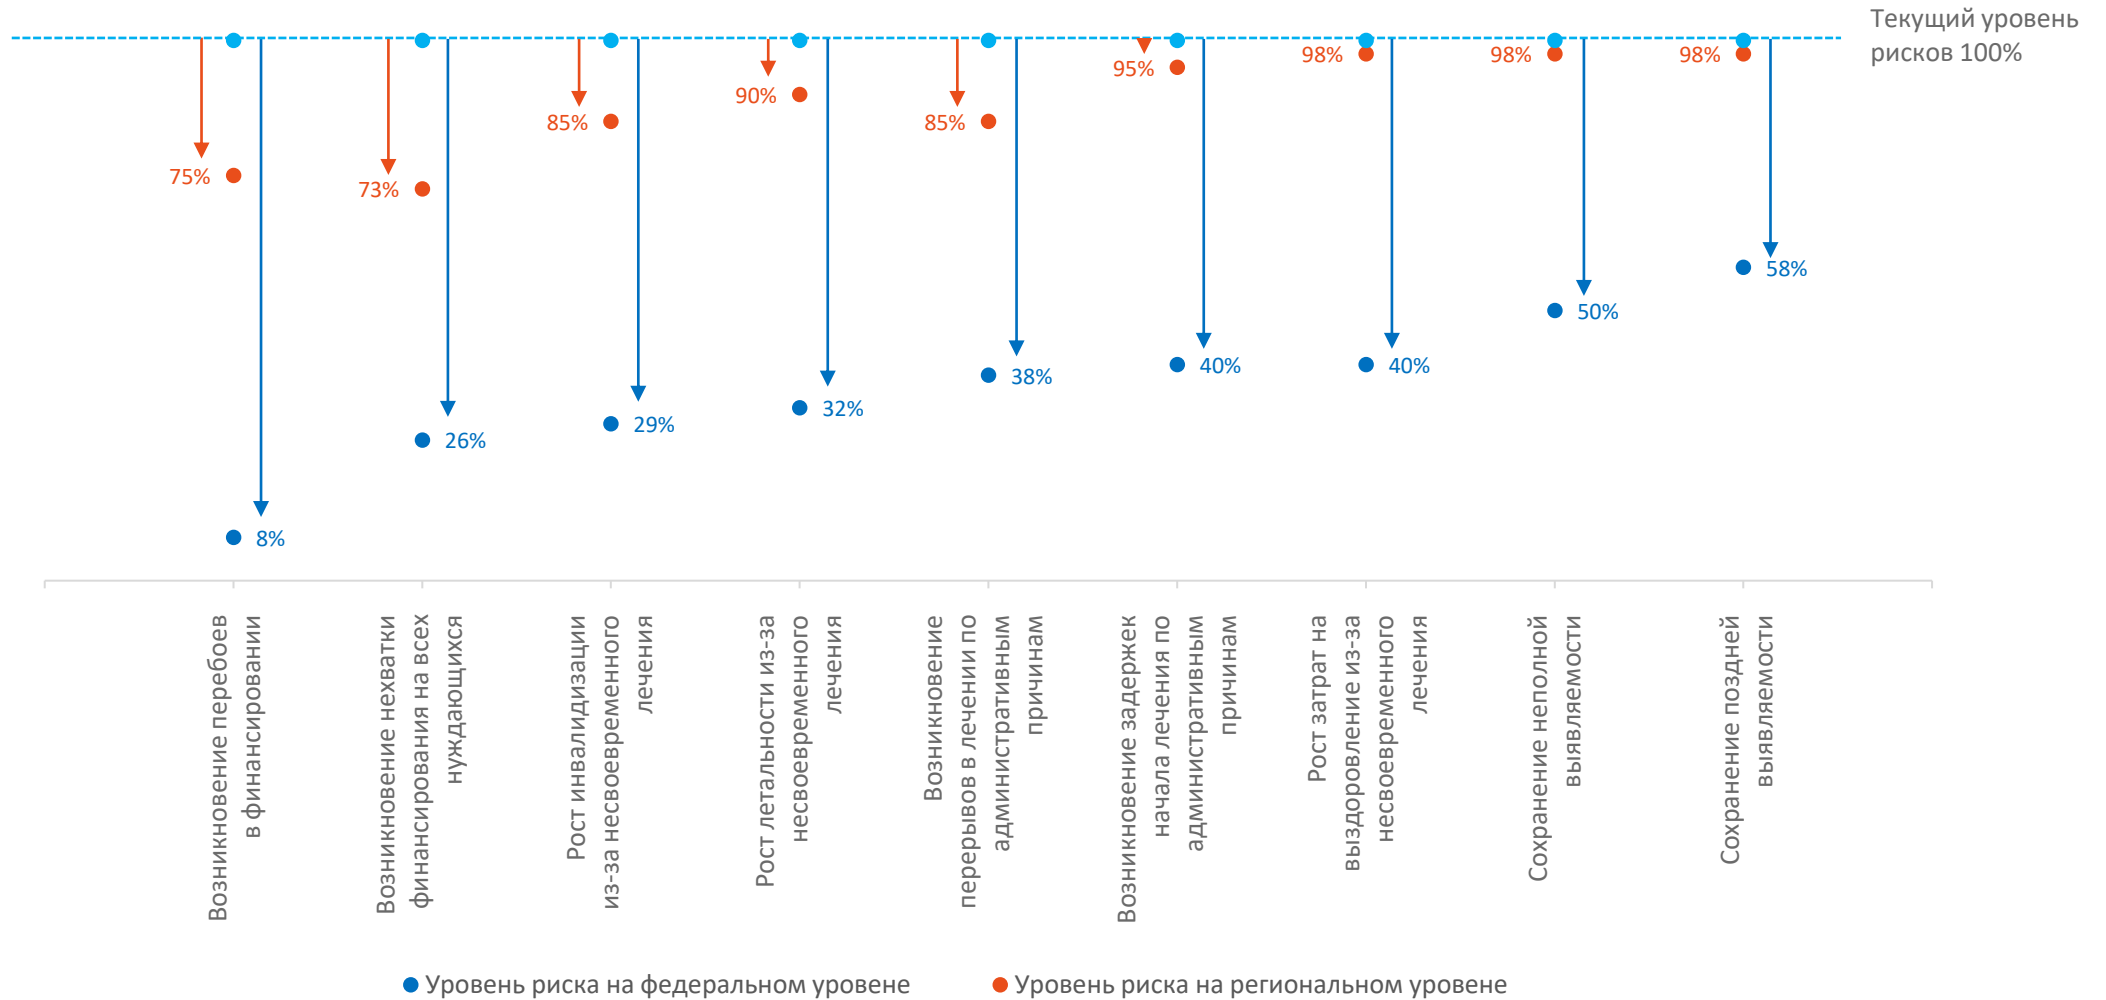 Текущий уровень
рисков 100%
75%
73%
85%
90%
85%
95%
98%
98%
98%
8%
26%
29%
32%
38%
40%
40%
50%
58%
Возникновение перебоев
в финансировании
Возникновение нехватки
финансирования на всех
нуждающихся
Рост инвалидизации
из-за несвоевременного
лечения
Рост летальности из-за
несвоевременного
лечения
Возникновение
перерывов в лечении по
административным
причинам
Возникновение задержек
начала лечения по
административным
причинам
Рост затрат на
выздоровление из-за
несвоевременного
лечения
Сохранение неполной
выявляемости
Сохранение поздней
выявляемости
Уровень риска на федеральном уровене
Уровень риска на региональном уровене